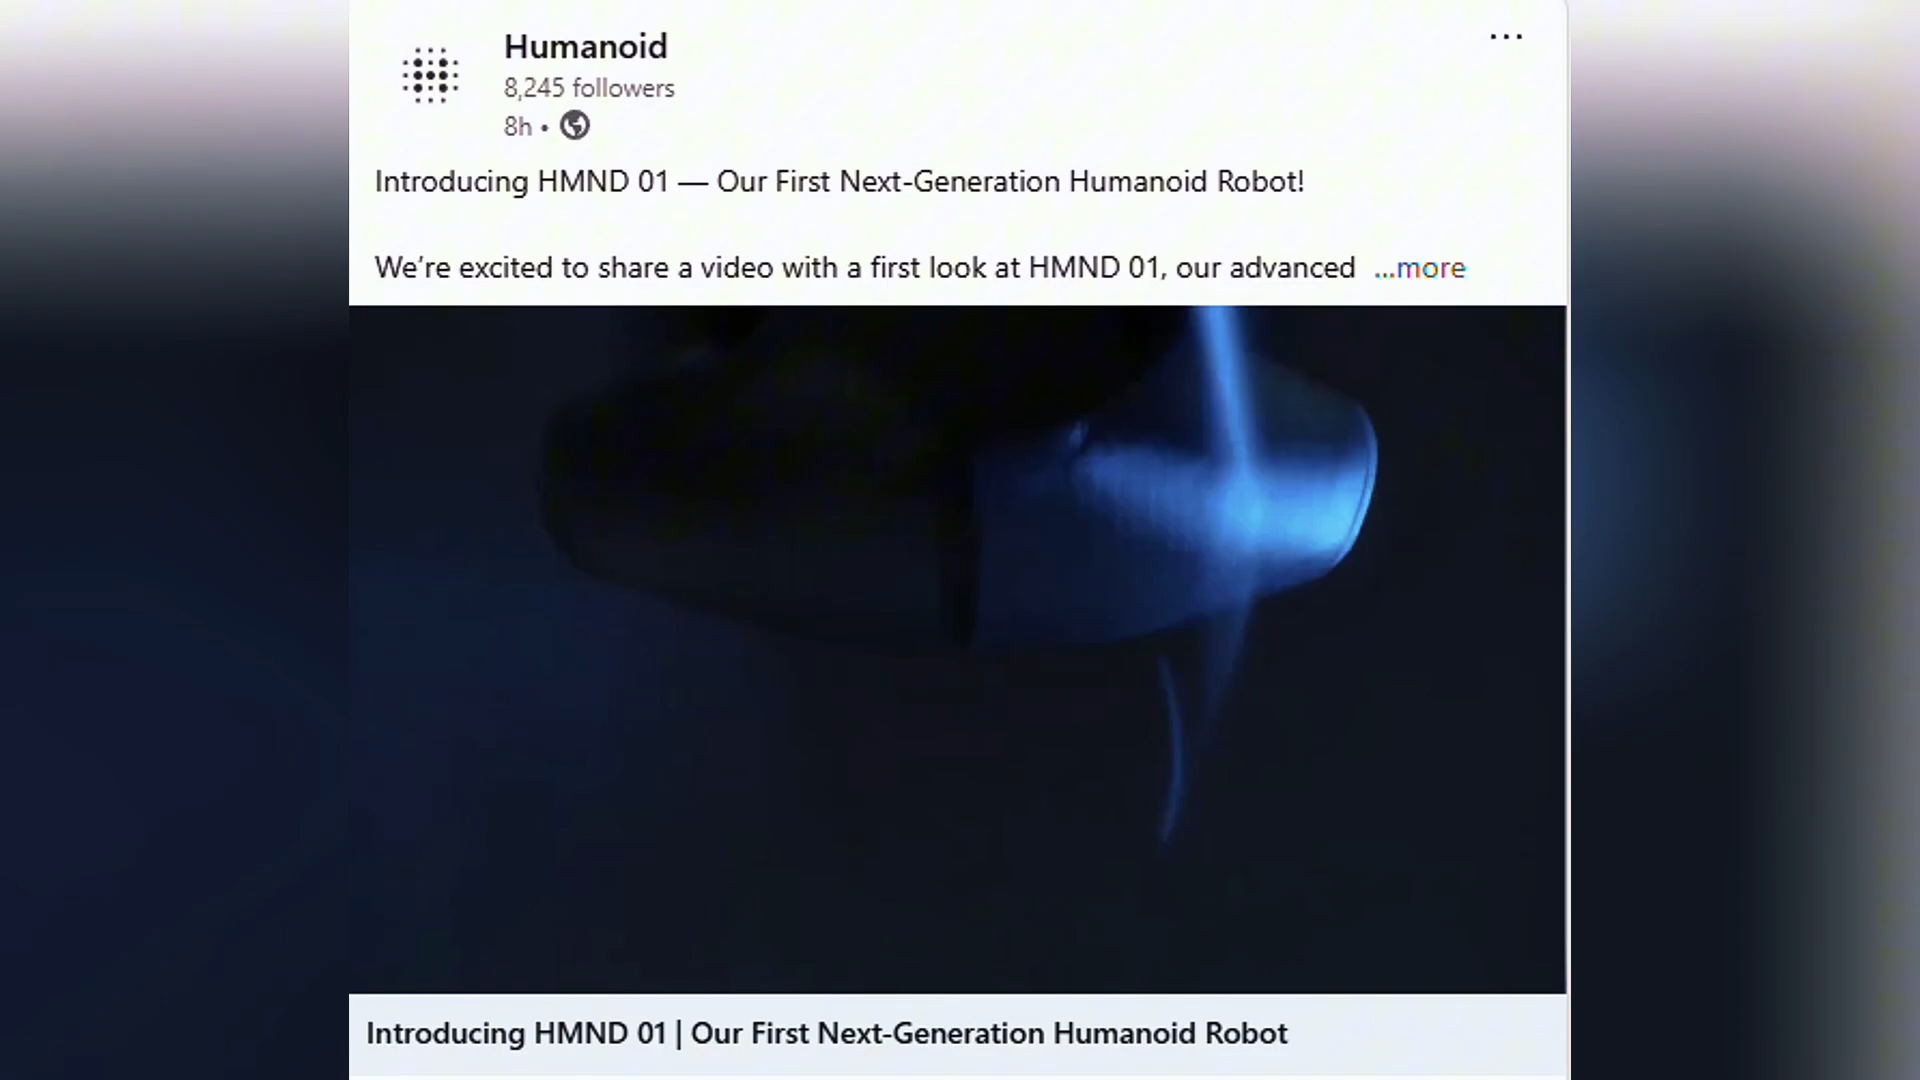 Humanoid
8,245 followers
8h •
Introducing HMND 01 — Our First Next-Generation Humanoid Robot!
We’re excited to share a video with a first look at HMND 01, our advanced ...more
Introducing HMND 01 | Our First Next-Generation Humanoid Robot